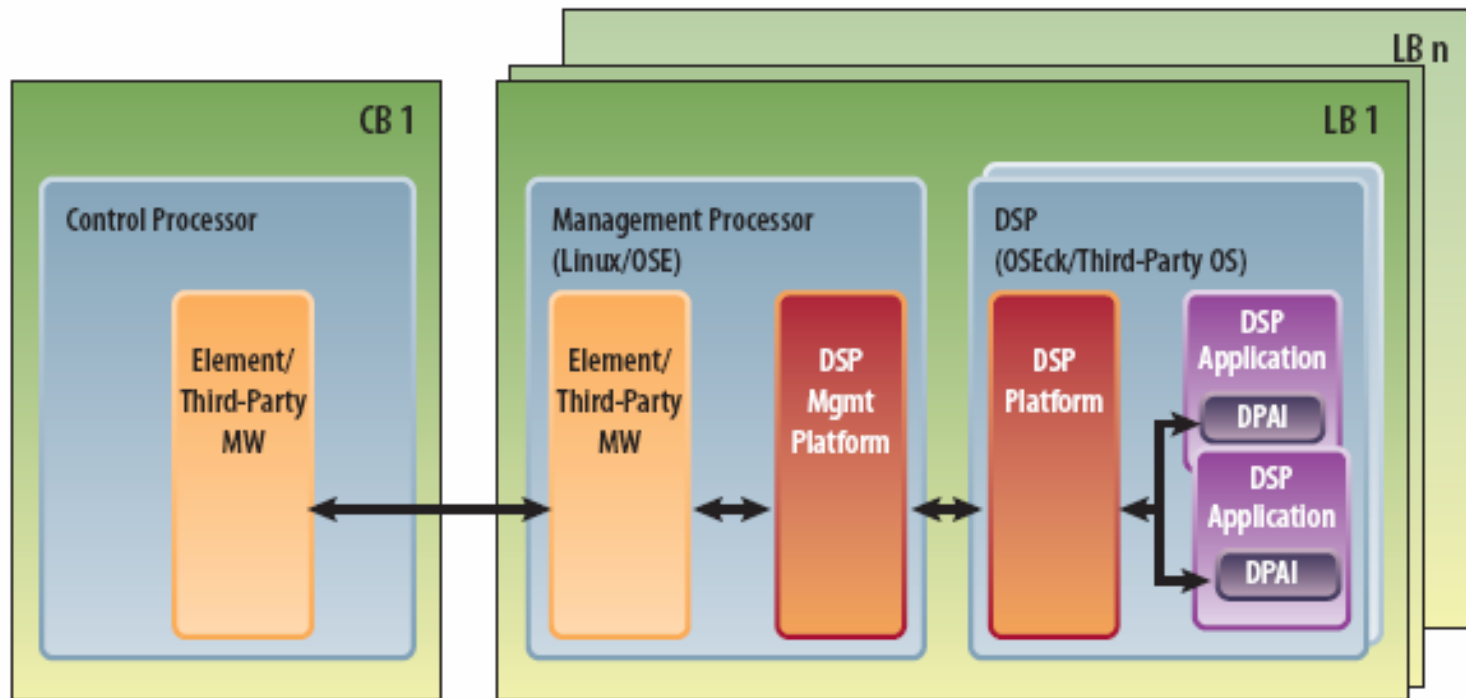 LB n
CB 1
LB 1
Control Processor
Element/
Third-Party
MW
Management Processor
(Linux/OSE)
Element/
Third-Party
MW
DSP
Mgmt
Platform
DSP
(OSEck/Third-Party OS)
DSP
Platform
DSP
Application
DPAI
DSP
Application
DPAI